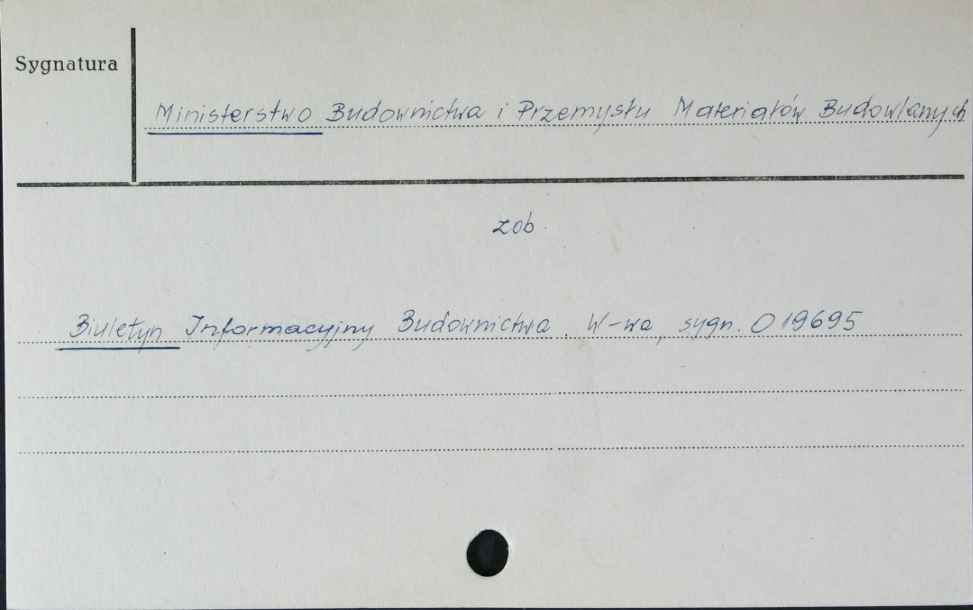 Sygnatura
Ministerstwo Budownictwa i Przemysłu Materiałów Budowlanych
zob.
Biuletyn Informacyjny Budownictwa. W-wa, sygn. O 19695